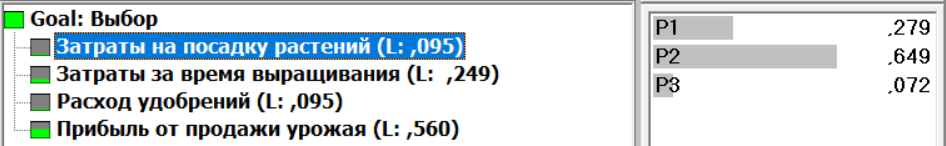 Goal: Выбор
Затраты на посадку растений (L: ,095)
Затраты за время выращивания (L: ,249)
Расход удобрений (L: ,095)
Прибыль от продажи урожая (L: ,560)
P1 ,279
P2 ,649
P3 ,072